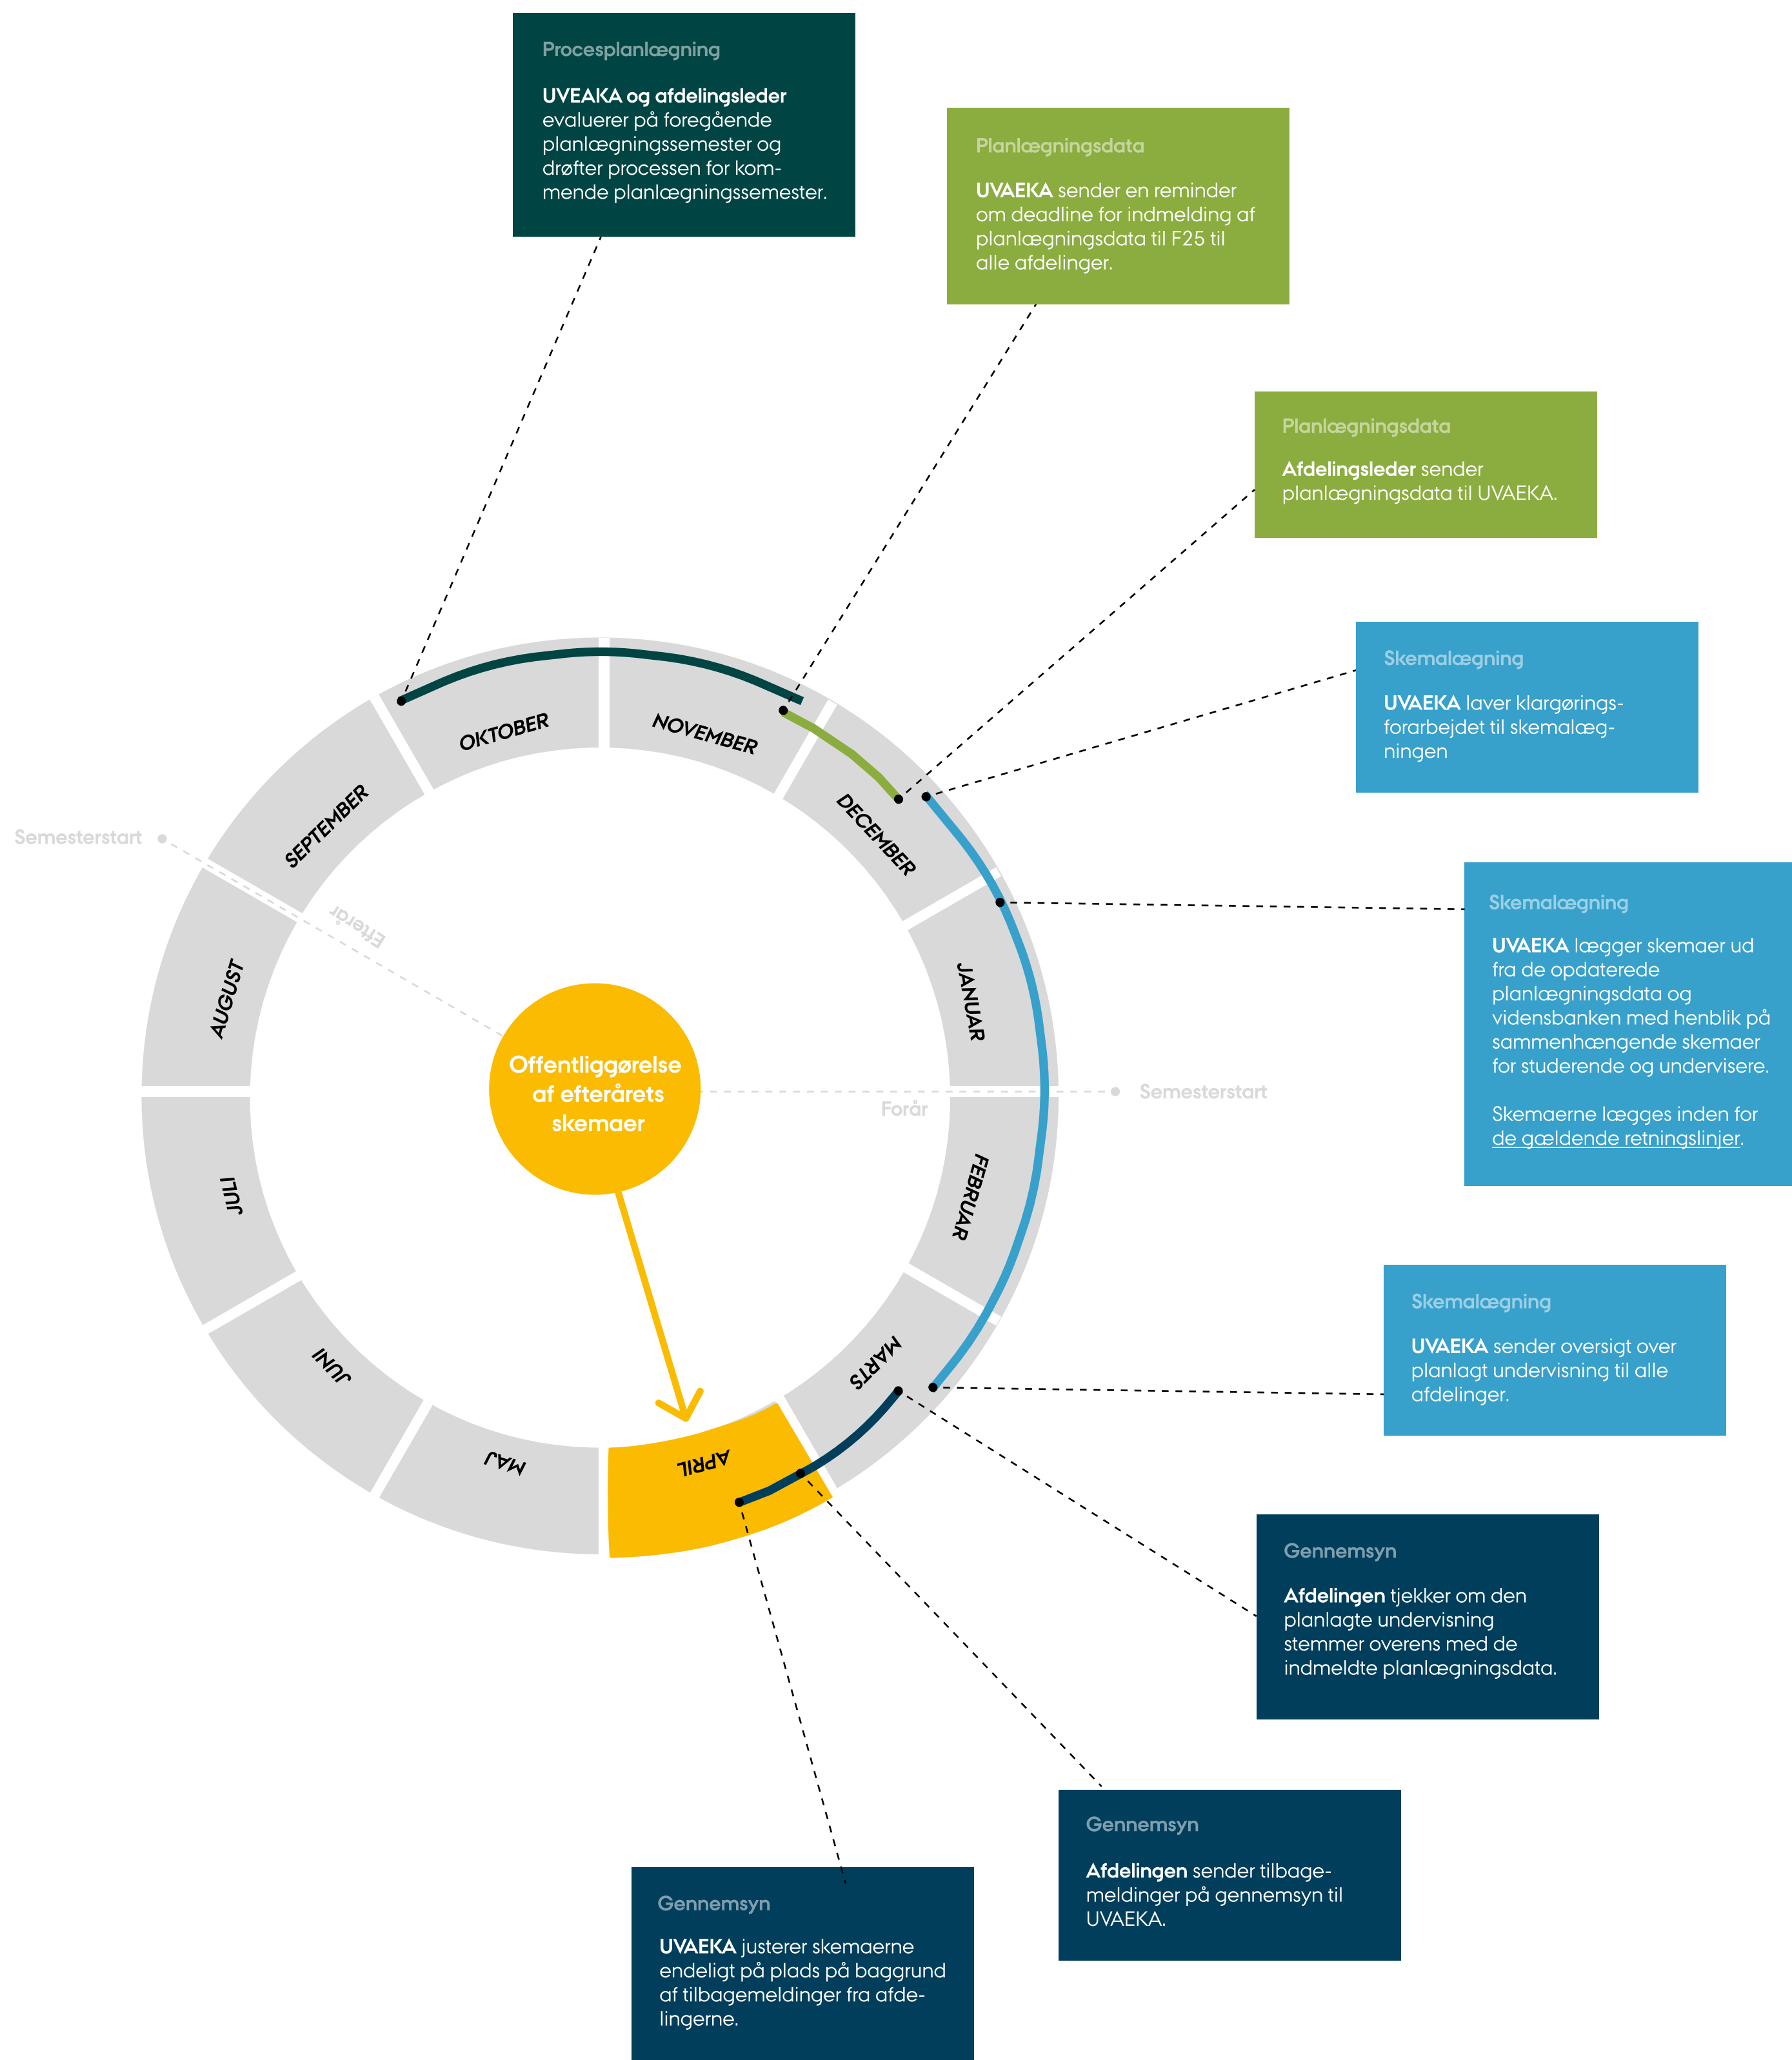 Procesplanlægning
UVEAKA og afdelingsleder
evaluerer på foregående
planlægningssemester og
drøfter processen for kom-
mende planlægningssemester.
Planlægningsdata
UVAEKA sender en reminder
om deadline for indmelding af
planlægningsdata til F25 til
alle afdelinger.
Planlægningsdata
Afdelingsleder sender
planlægningsdata til UVAEKA.
Skemalægning
UVAEKA laver klargørings-
forarbejdet til skemalæg-
ningen
Skemalægning
UVAEKA lægger skemaer ud
fra de opdaterede
planlægningsdata og
vidensbanken med henblik på
sammenhængende skemaer
for studerende og undervisere.
Skemaerne lægges inden for
de gældende retningslinjer.
Skemalægning
UVAEKA sender oversigt over
planlagt undervisning til alle
afdelinger.
Gennemsyn
Afdelingen tjekker om den
planlagte undervisning
stemmer overens med de
indmeldte planlægningsdata.
Gennemsyn
Afdelingen sender tilbage-
meldinger på gennemsyn til
UVAEKA.
Gennemsyn
UVAEKA justerer skemaerne
endeligt på plads på baggrund
af tilbagemeldinger fra afde-
lingerne.
OKTOBER
NOVEMBER
DECEMBER
JANUAR
FEBRUAR
MARTS
APRIL
MAJ
JUNI
JULI
AUGUST
SEPTEMBER
Semesterstart
Efterår
Offentliggørelse
af efterårets
skemaer
Forår
Semesterstart